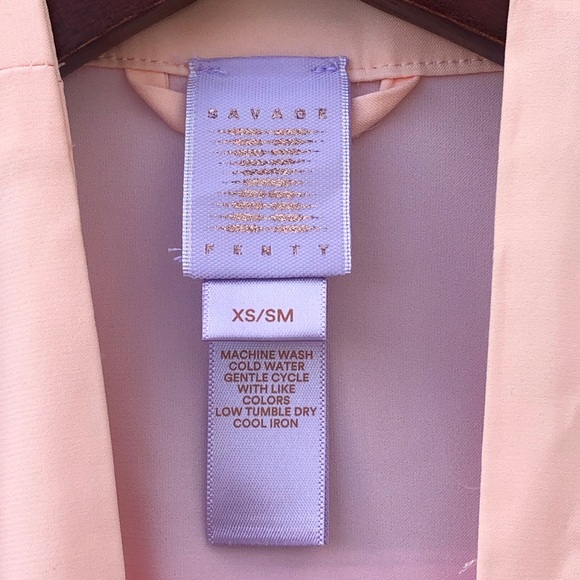 SAVAGE
FENTY
XS/SM
MACHINE WASH
COLD WATER
GENTLE CYCLE
WITH LIKE
COLORS
LOW TUMBLE DRY
COOL IRON